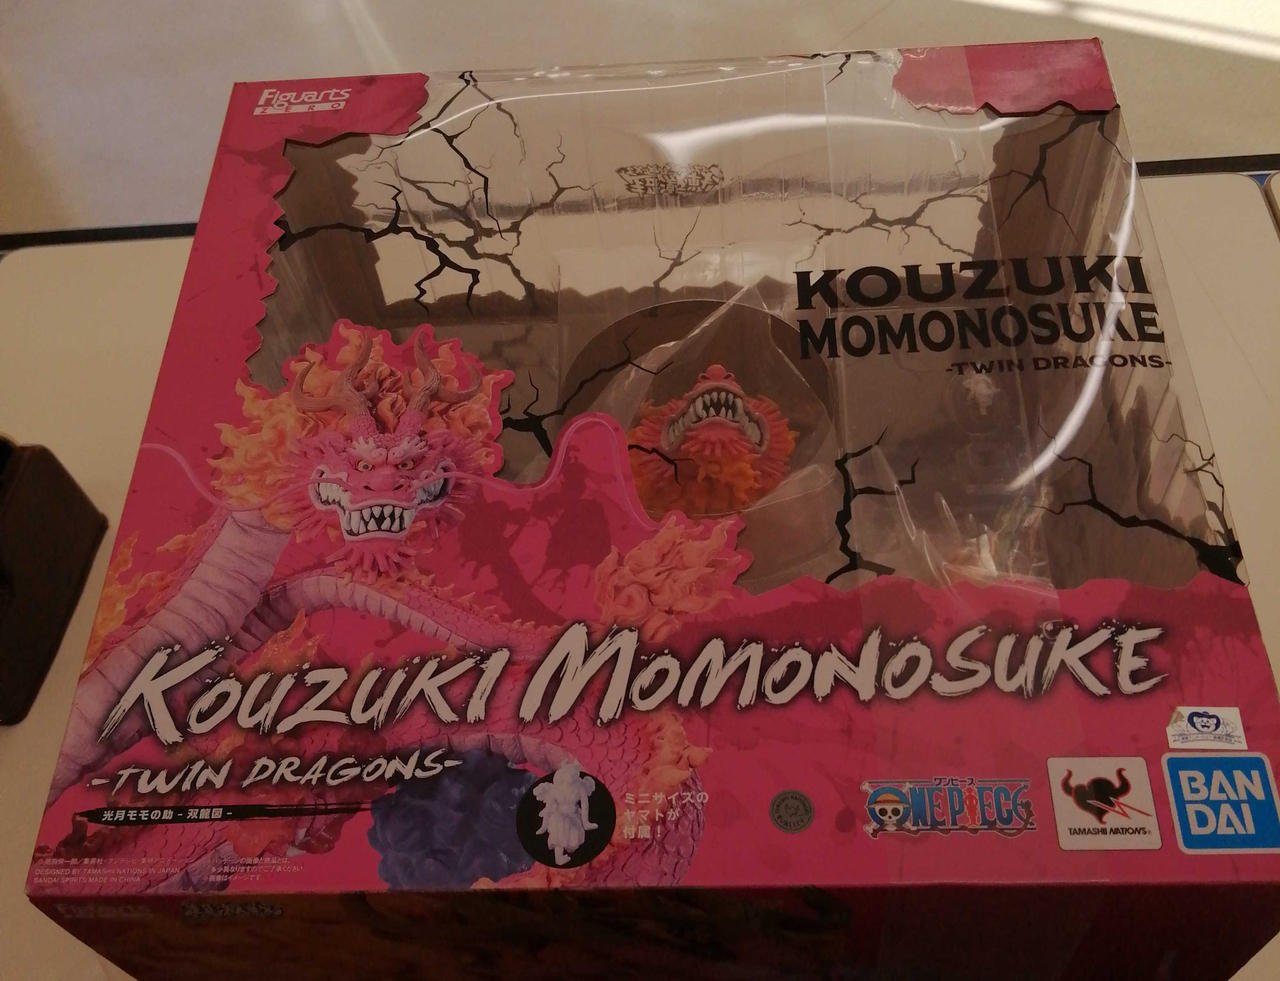 Figuarts
ZERO
KOUZUKI
MOMONOSUKE
-TWIN DRAGONS-
KOUZUKI MOMONOSUKE
-TWIN DRAGONS-
光月モモの助 - 双龍図 -
ミニサイズの
ヤマトが
付属！
ワンピース
ONE PIECE
TAMASHII NATIONS
BAN
DAI
DESIGNED BY TAMASHII NATIONS IN JAPAN
BANDAI SPIRITS MADE IN CHINA